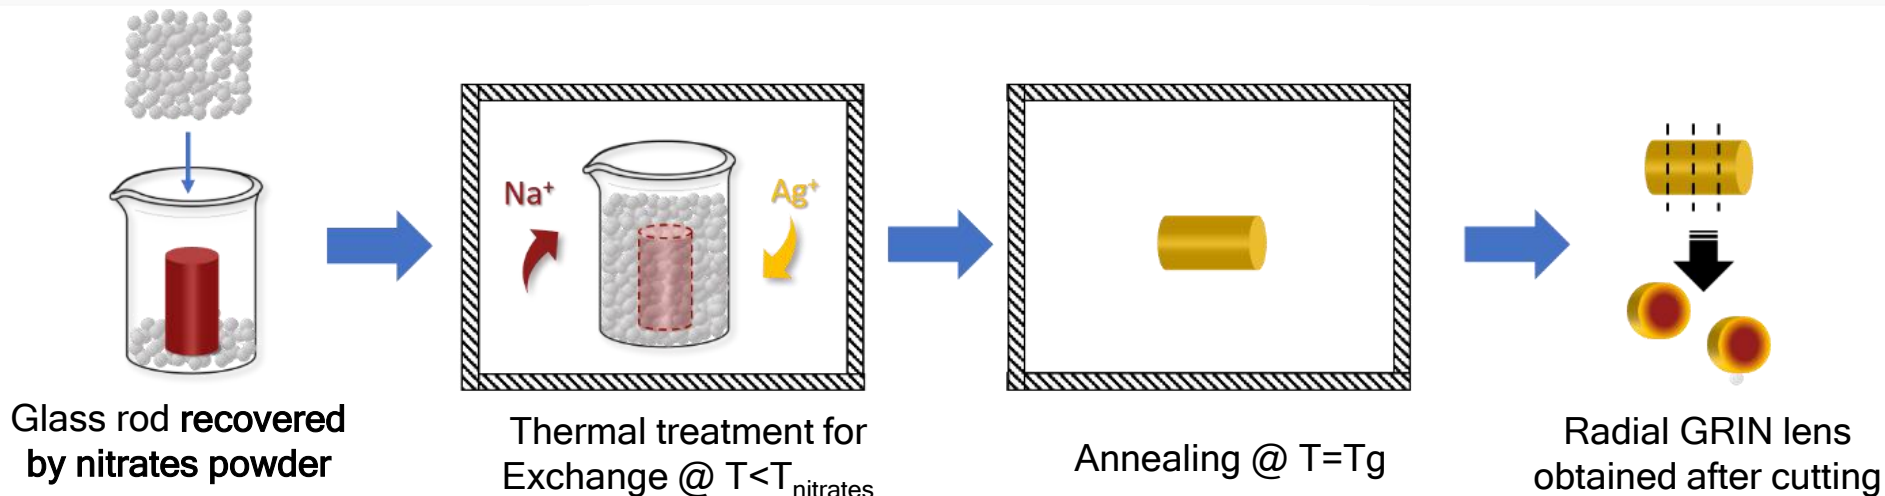 Na⁺
Ag⁺
Glass rod recovered
by nitrates powder
Thermal treatment for
Exchange @ T<T_nitrates
Annealing @ T=Tg
Radial GRIN lens
obtained after cutting